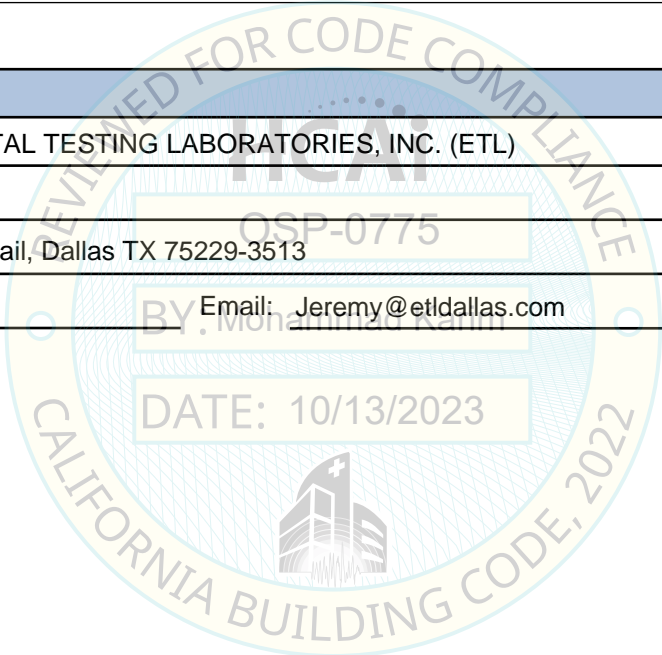 REVIEWED FOR CODE COMPLIANCE
HCAi
TAL TESTING LABORATORIES, INC. (ETL)
OSP-0775
ail, Dallas TX 75229-3513
Email: Jeremy@etldallas.com
BY: Mohammad Karim
DATE: 10/13/2023
CALIFORNIA BUILDING CODE, 2022